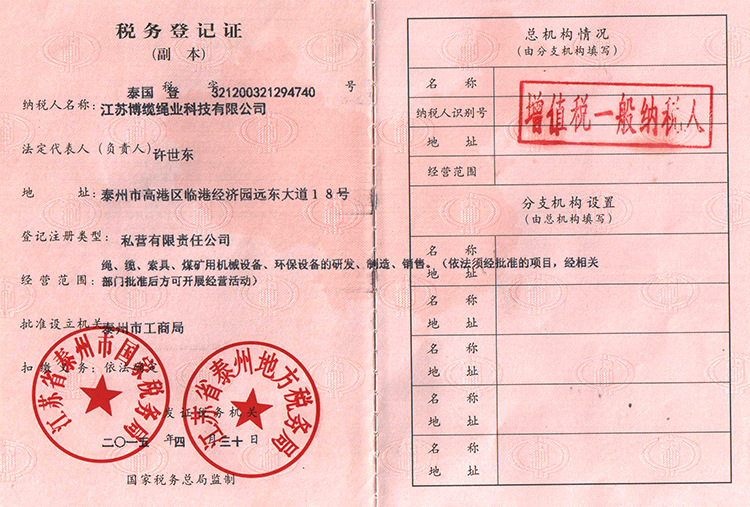 税务登记证
(副 本)
泰国 登 税 字 321200321294740 号
纳税人名称：江苏博缆绳业科技有限公司
法定代表人（负责人） 许世东
地 址：泰州市高港区临港经济园远东大道18号
登记注册类型：私营有限责任公司
绳、缆、索具、煤矿用机械设备、环保设备的研发、制造、销售。（依法须经批准的项目，经相关
经营范围：部门批准后方可开展经营活动）
批准设立机关 泰州市工商局
扣缴义务：依法确定
江苏省泰州市国家税务局
江苏省泰州地方税务局
发证税务机关
二〇一五 年 四 月 三十 日
国家税务总局监制
总机构情况
(由分支机构填写)
名 称
纳税人识别号
地 址
经营范围
增值税一般纳税人
分支机构设置
(由总机构填写)
名 称
地 址
名 称
地 址
名 称
地 址
名 称
地 址
名 称
地 址